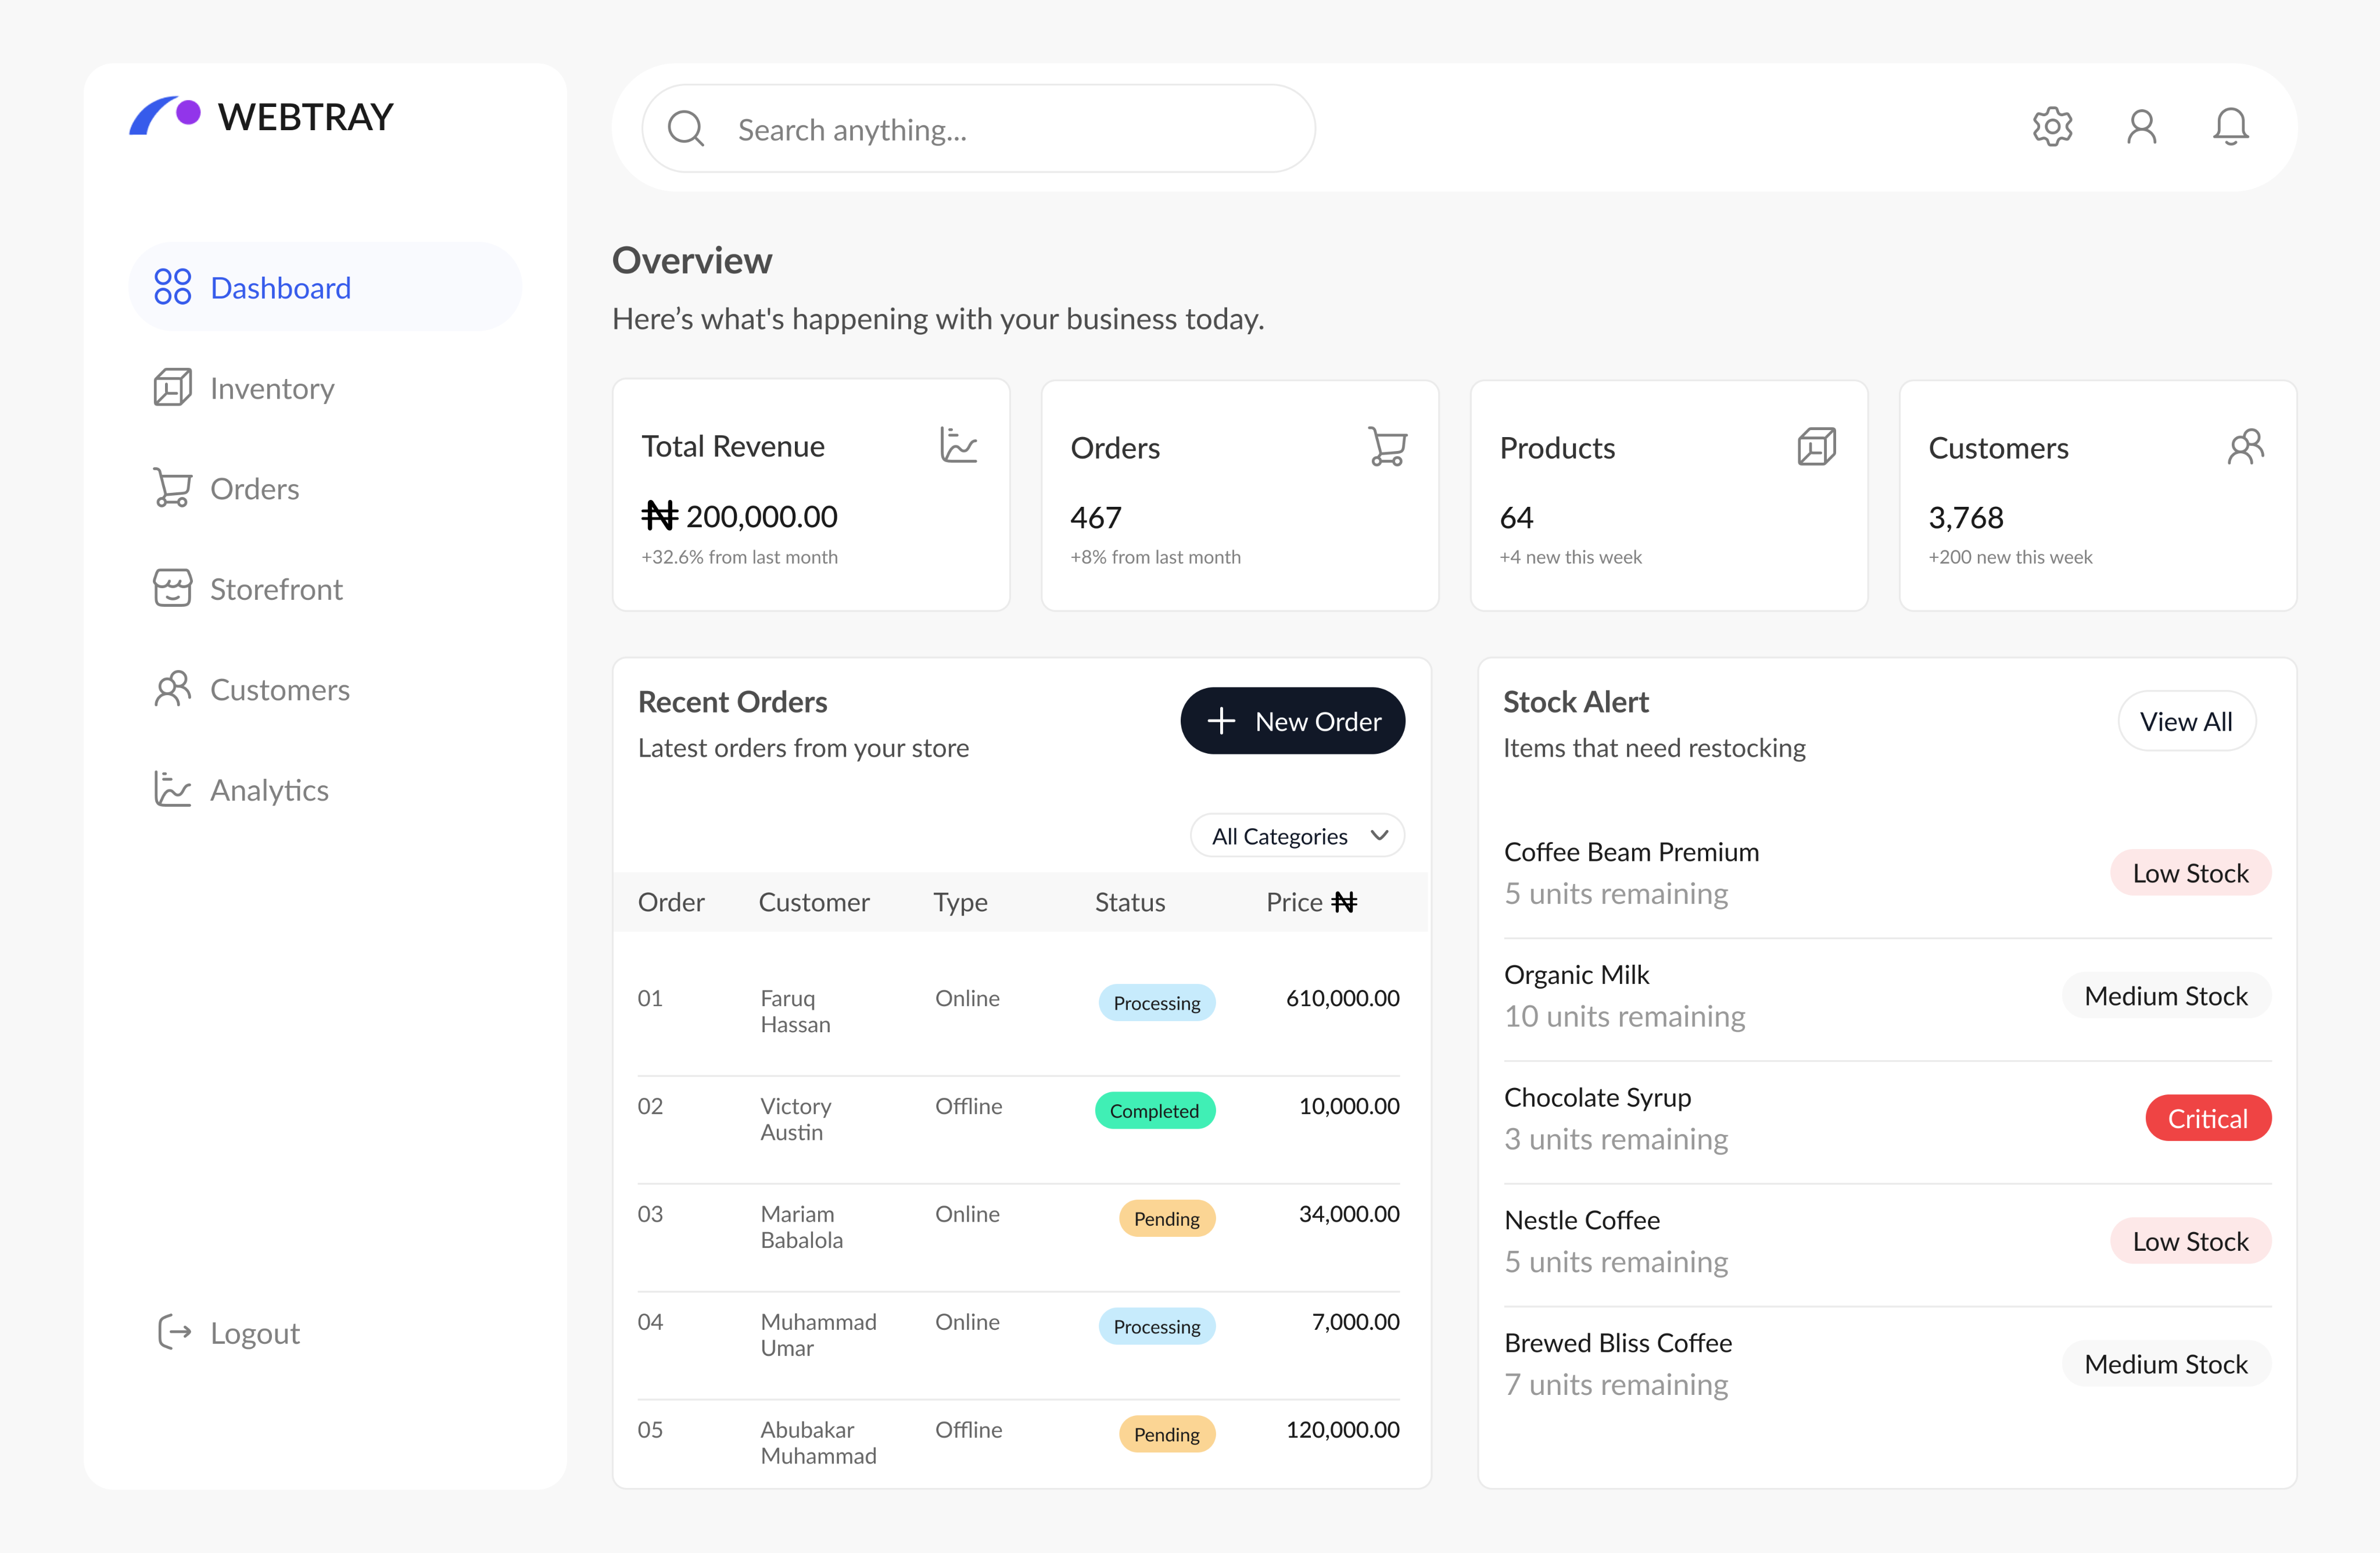 WEBTRAY
Search anything...
Dashboard
Inventory
Orders
Storefront
Customers
Analytics
Logout
Overview
Here’s what's happening with your business today.
Total Revenue
₦ 200,000.00
+32.6% from last month
Orders
467
+8% from last month
Products
64
+4 new this week
Customers
3,768
+200 new this week
Recent Orders
Latest orders from your store
New Order
All Categories
Order Customer Type Status Price ₦
01 Faruq Online Processing 610,000.00
Hassan
02 Victory Offline Completed 10,000.00
Austin
03 Mariam Online Pending 34,000.00
Babalola
04 Muhammad Online Processing 7,000.00
Umar
05 Abubakar Offline Pending 120,000.00
Muhammad
Stock Alert
Items that need restocking
View All
Coffee Beam Premium
5 units remaining
Low Stock
Organic Milk
10 units remaining
Medium Stock
Chocolate Syrup
3 units remaining
Critical
Nestle Coffee
5 units remaining
Low Stock
Brewed Bliss Coffee
7 units remaining
Medium Stock